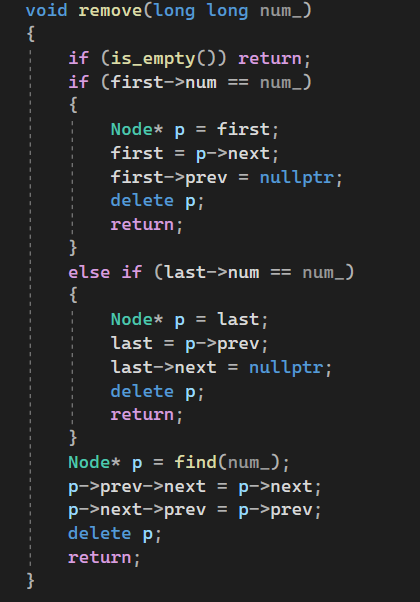 void remove(long long num_)
{
    if (is_empty()) return;
    if (first->num == num_)
    {
        Node* p = first;
        first = p->next;
        first->prev = nullptr;
        delete p;
        return;
    }
    else if (last->num == num_)
    {
        Node* p = last;
        last = p->prev;
        last->next = nullptr;
        delete p;
        return;
    }
    Node* p = find(num_);
    p->prev->next = p->next;
    p->next->prev = p->prev;
    delete p;
    return;
}